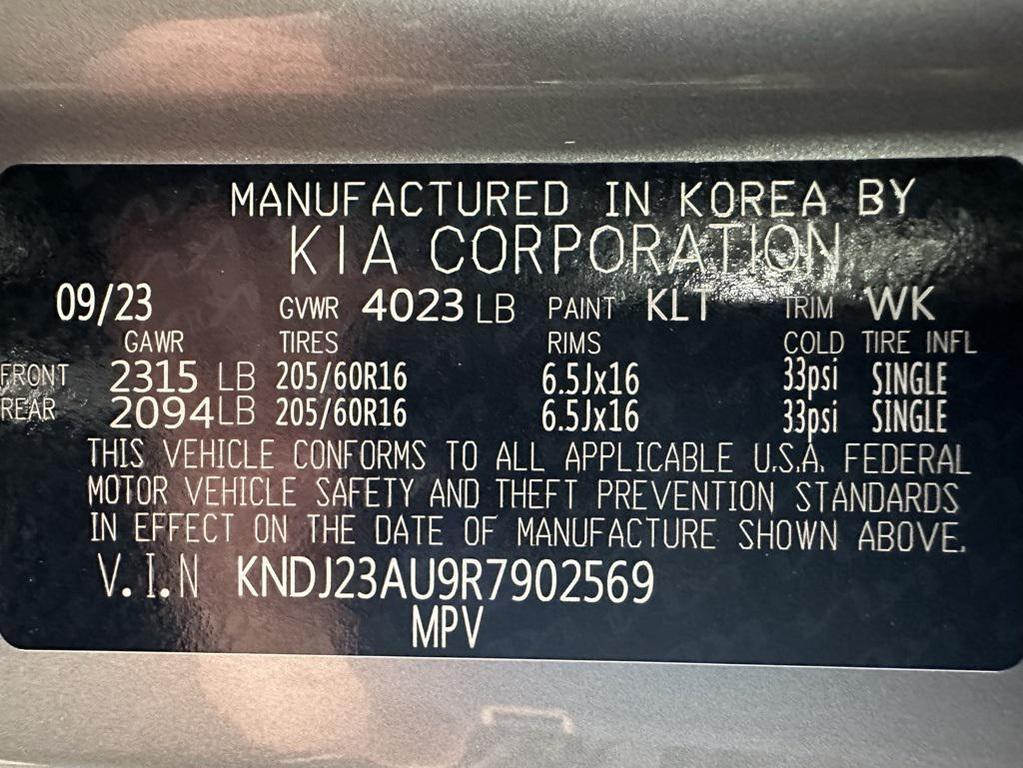 MANUFACTURED IN KOREA BY
KIA CORPORATION
09/23 GVWR 4023 LB PAINT KLT TRIM WK
GAWR TIRES RIMS COLD TIRE INFL
FRONT 2315 LB 205/60R16 6.5Jx16 33psi SINGLE
REAR 2094 LB 205/60R16 6.5Jx16 33psi SINGLE
THIS VEHICLE CONFORMS TO ALL APPLICABLE U.S.A. FEDERAL
MOTOR VEHICLE SAFETY AND THEFT PREVENTION STANDARDS
IN EFFECT ON THE DATE OF MANUFACTURE SHOWN ABOVE.
V.I.N KNDJ23AU9R7902569
MPV